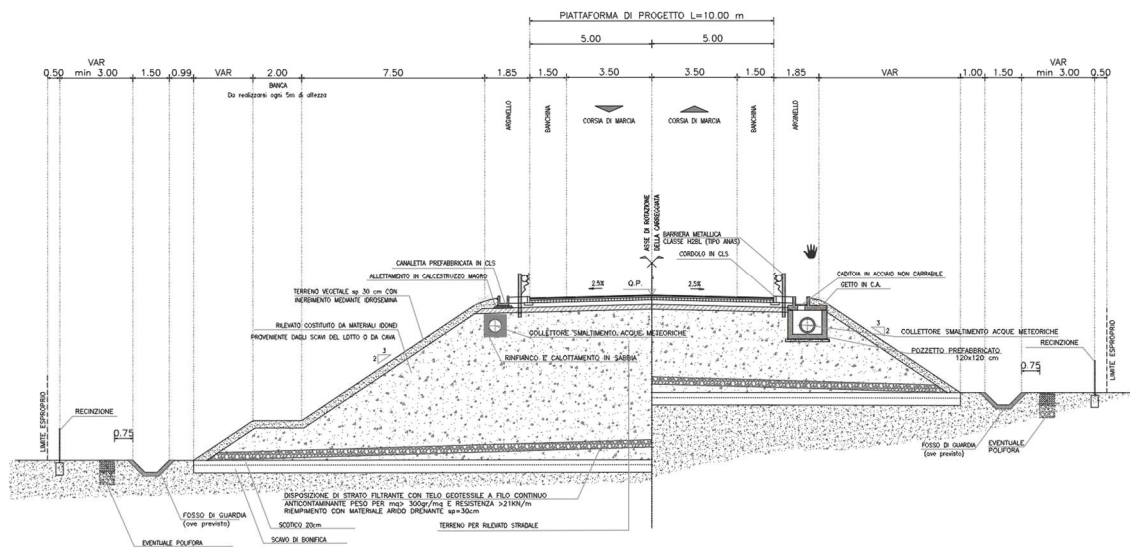 PIATTAFORMA DI PROGETTO L=10.00 m
5.00 5.00
VAR
0.50 min 3.00 1.50 0.99 VAR 2.00 7.50 1.85 1.50 3.50 3.50 1.50 1.85 VAR 1.00 1.50 min 3.00 0.50
VAR
BANCA
Da realizzarsi ogni 5m di altezza
ARGINELLO
BANCHINA
CORSIA DI MARCIA
CORSIA DI MARCIA
BANCHINA
ARGINELLO
ASSE DI ROTAZIONE
DELLA CARREGGIATA
BARRIERA METALLICA
CLASSE H2BL (TIPO ANAS)
CORDOLO IN CLS
CANALETTA PREFABBRICATA IN CLS
ALLETTAMENTO IN CALCESTRUZZO MAGRO
CADITOIA IN ACCIAIO NON CARRABILE
GETTO IN C.A.
TERRENO VEGETALE sp 30 cm CON
INERBIMENTO MEDIANTE IDROSEMINA
2,5% Q.P. 2,5%
RILEVATO COSTITUITO DA MATERIALI IDONEI
PROVENIENTE DAGLI SCAVI DEL LOTTO O DA CAVA
3
2
COLLETTORE SMALTIMENTO ACQUE METEORICHE
RINFIANCO E CALOTTAMENTO IN SABBIA
3
2
COLLETTORE SMALTIMENTO ACQUE METEORICHE
POZZETTO PREFABBRICATO
120x120 cm
RECINZIONE
LIMITE ESPROPRIO
0.75
LIMITE ESPROPRIO
RECINZIONE
0.75
FOSSO DI GUARDIA
(ove previsto)
EVENTUALE
POLIFORA
DISPOSIZIONE DI STRATO FILTRANTE CON TELO GEOTESSILE A FILO CONTINUO
ANTICONTAMINANTE PESO PER mq> 300gr/mq E RESISTENZA >21KN/m
RIEMPIMENTO CON MATERIALE ARIDO DRENANTE sp=30cm
FOSSO DI GUARDIA
(ove previsto)
SCOTICO 20cm
TERRENO PER RILEVATO STRADALE
EVENTUALE POLIFORA
SCAVO DI BONIFICA